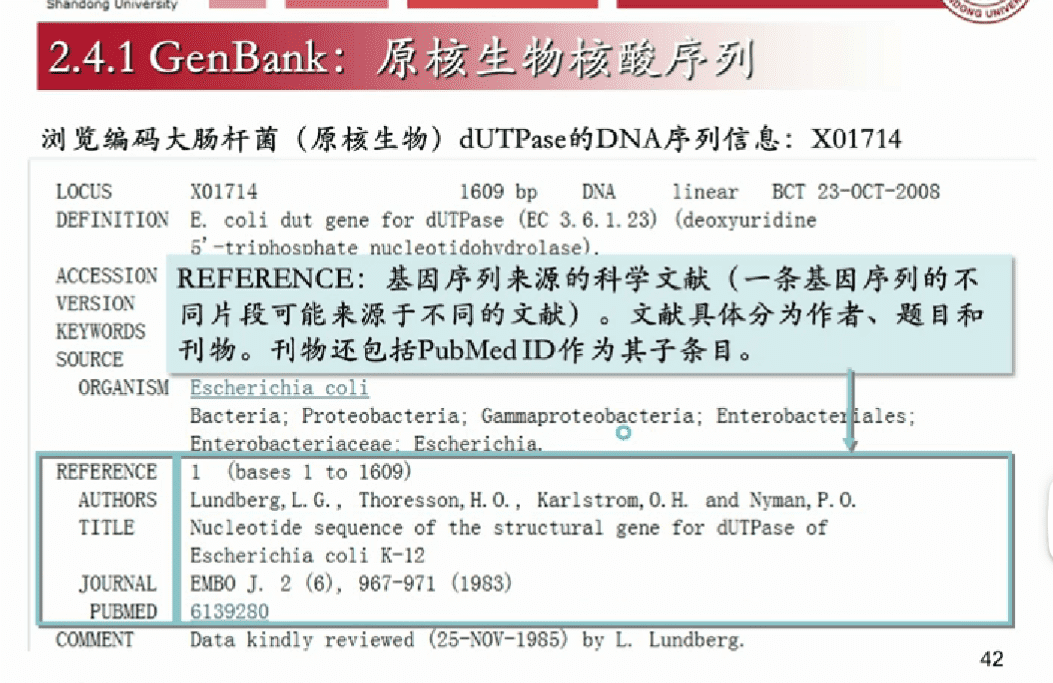 Shandong University
2.4.1 GenBank：原核生物核酸序列
浏览编码大肠杆菌（原核生物）dUTPase的DNA序列信息：X01714
LOCUS X01714 1609 bp DNA linear BCT 23-OCT-2008
DEFINITION E. coli dut gene for dUTPase (EC 3.6.1.23) (deoxyuridine
5'-triphosphate nucleotidohydrolase).
ACCESSION
VERSION
KEYWORDS
SOURCE
REFERENCE：基因序列来源的科学文献（一条基因序列的不
同片段可能来源于不同的文献）。文献具体分为作者、题目和
刊物。刊物还包括PubMed ID作为其子条目。
ORGANISM Escherichia coli
Bacteria; Proteobacteria; Gammaproteobacteria; Enterobacteriales;
Enterobacteriaceae; Escherichia.
REFERENCE 1 (bases 1 to 1609)
AUTHORS Lundberg,L.G., Thoresson,H.O., Karlstrom,O.H. and Nyman,P.O.
TITLE Nucleotide sequence of the structural gene for dUTPase of
Escherichia coli K-12
JOURNAL EMBO J. 2 (6), 967-971 (1983)
PUBMED 6139280
COMMENT Data kindly reviewed (25-NOV-1985) by L. Lundberg.
42